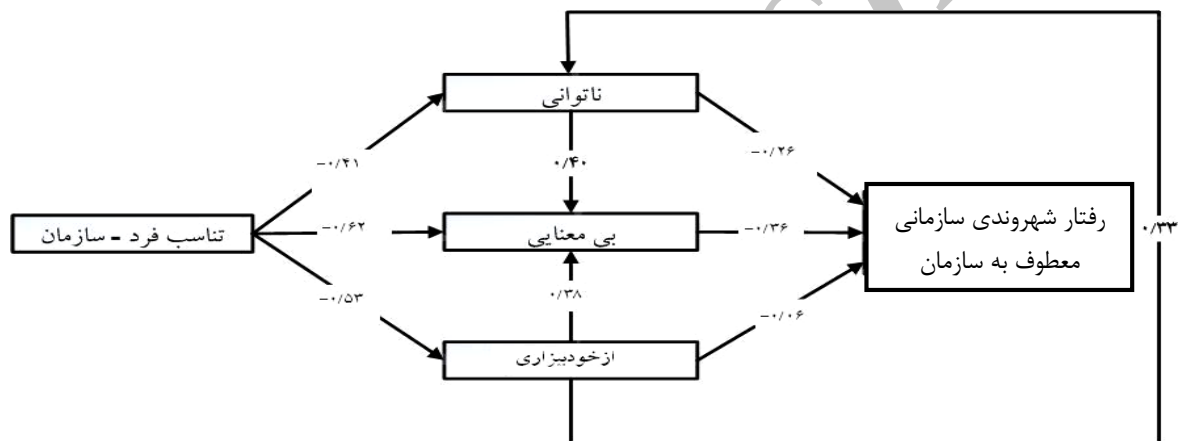 ناتوانی
-۰/۴۱
۰/۴۰
-۰/۲۶
تناسب فرد - سازمان
-۰/۶۲
بی معنایی
-۰/۳۶
رفتار شهروندی سازمانی
معطوف به سازمان
۰/۳۳
-۰/۵۳
۰/۳۸
-۰/۰۶
ازخودبیزاری